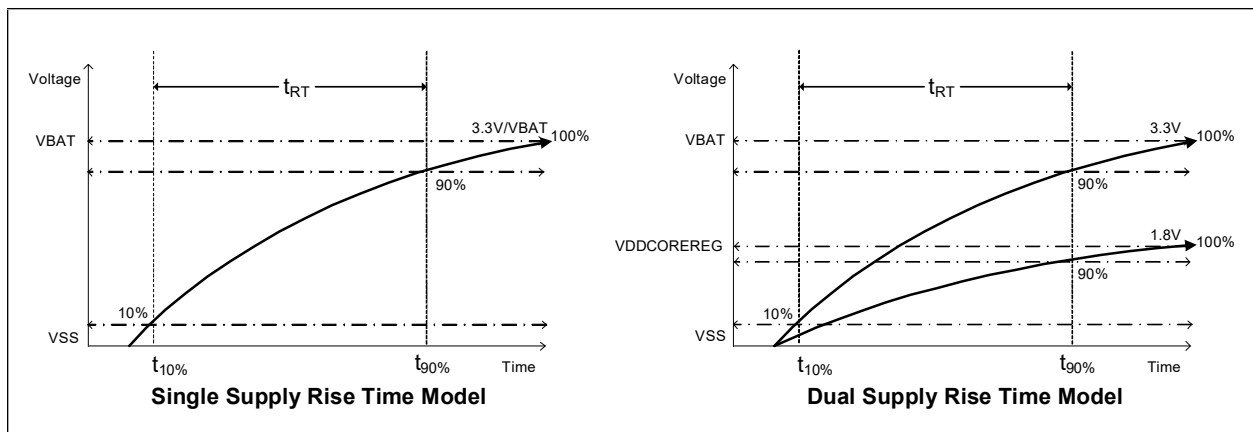 Voltage
tRT
VBAT
3.3V/VBAT
100%
90%
10%
VSS
t10%
t90%
Time
Single Supply Rise Time Model
Voltage
tRT
VBAT
3.3V
100%
90%
VDDCOREREG
1.8V
100%
90%
10%
VSS
t10%
t90%
Time
Dual Supply Rise Time Model